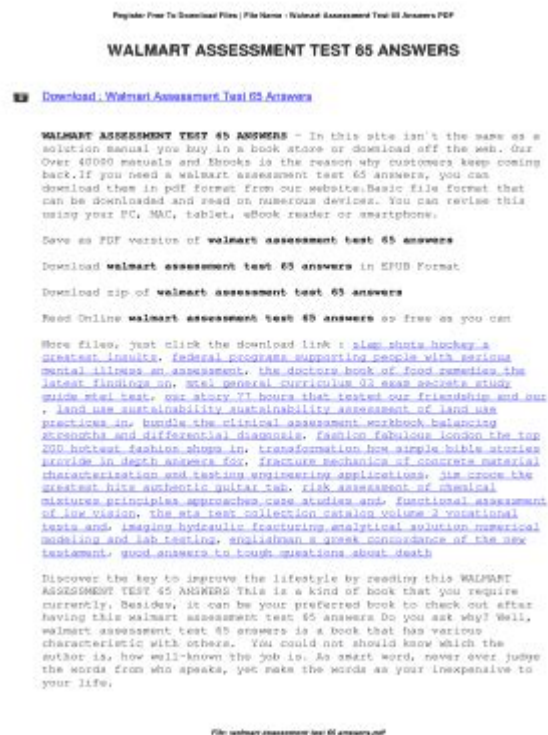 Register Free To Download Files | File Name : Walmart Assessment Test 65 Answers PDF
WALMART ASSESSMENT TEST 65 ANSWERS
Download : Walmart Assessment Test 65 Answers
WALMART ASSESSMENT TEST 65 ANSWERS - In this site isn't the same as a
solution manual you buy in a book store or download off the web. Our
Over 40000 manuals and Ebooks is the reason why customers keep coming
back.If you need a walmart assessment test 65 answers, you can
download them in pdf format from our website.Basic file format that
can be downloaded and read on numerous devices. You can revise this
using your PC, MAC, tablet, eBook reader or smartphone.
Save as PDF version of walmart assessment test 65 answers
Download walmart assessment test 65 answers in EPUB Format
Download zip of walmart assessment test 65 answers
Read Online walmart assessment test 65 answers as free as you can
More files, just click the download link : slap shots hockey s
greatest insults, federal programs supporting people with serious
mental illness an assessment, the doctors book of food remedies the
latest findings on, mtel general curriculum 03 exam secrets study
guide mtel test, our story 77 hours that tested our friendship and our
, land use sustainability sustainability assessment of land use
practices in, bundle the clinical assessment workbook balancing
strengths and differential diagnosis, fashion fabulous london the top
200 hottest fashion shops in, transformation how simple bible stories
provide in depth answers for, fracture mechanics of concrete material
characterization and testing engineering applications, jim croce the
greatest hits authentic guitar tab, risk assessment of chemical
mixtures principles approaches case studies and, functional assessment
of low vision, the ets test collection catalog volume 2 vocational
tests and, imaging hydraulic fracturing analytical solution numerical
modeling and lab testing, englishman s greek concordance of the new
testament, good answers to tough questions about death
Discover the key to improve the lifestyle by reading this WALMART
ASSESSMENT TEST 65 ANSWERS This is a kind of book that you require
currently. Besides, it can be your preferred book to check out after
having this walmart assessment test 65 answers Do you ask why? Well,
walmart assessment test 65 answers is a book that has various
characteristic with others. You could not should know which the
author is, how well-known the job is. As smart word, never ever judge
the words from who speaks, yet make the words as your inexpensive to
your life.
File: walmart assessment test 65 answers.pdf